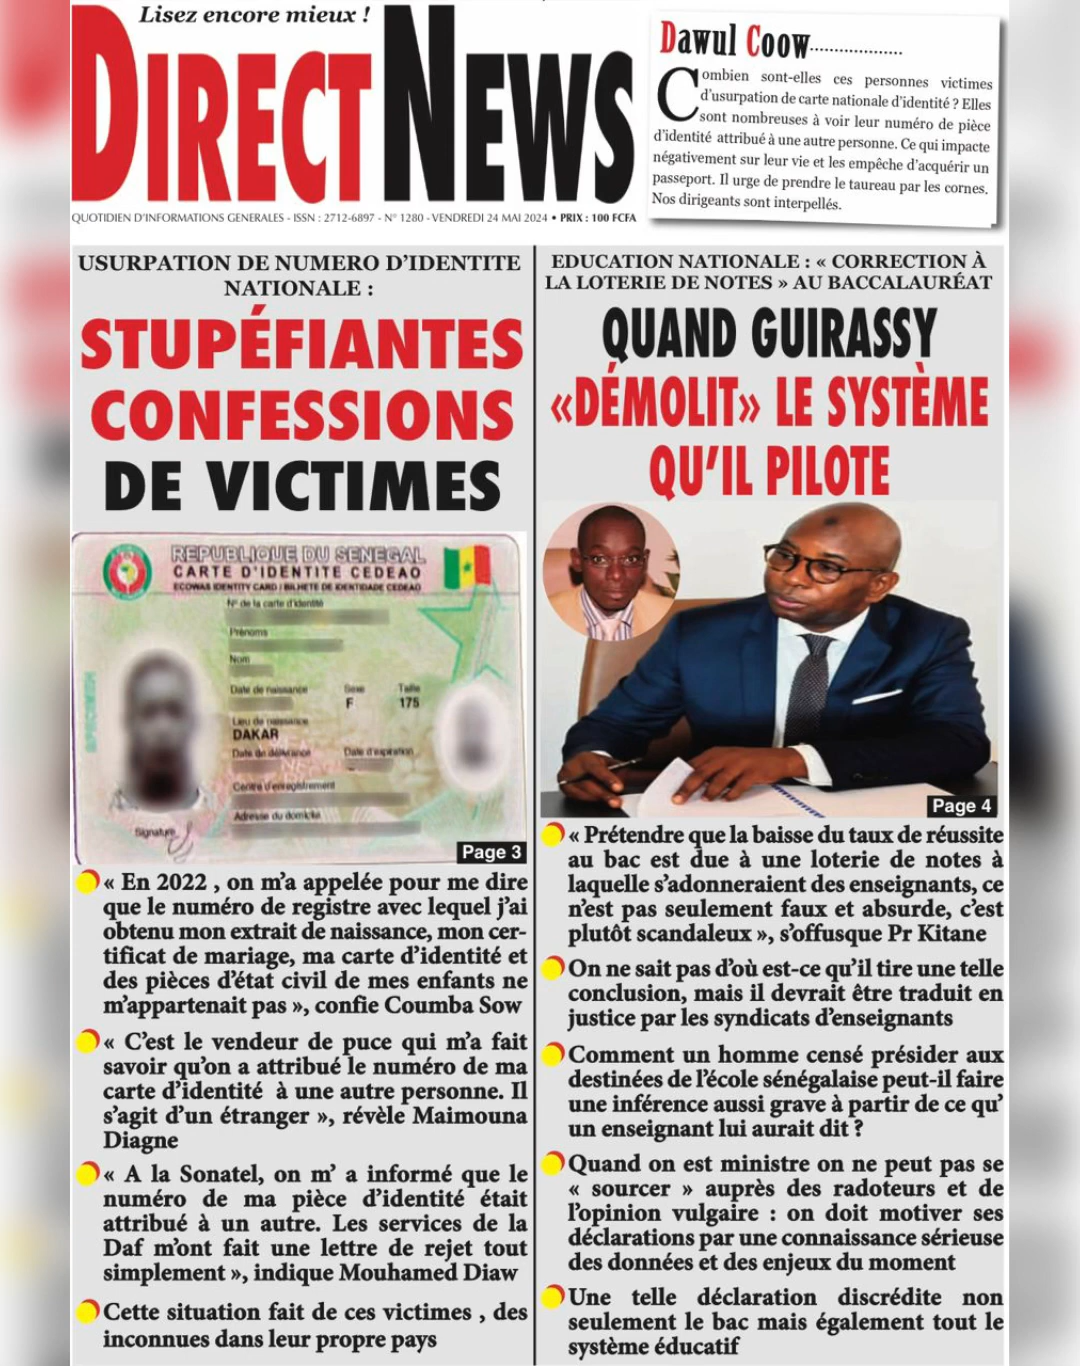 Lisez encore mieux !
DIRECT NEWS
QUOTIDIEN D'INFORMATIONS GENERALES - ISSN : 2712-6897 - N° 1280 - VENDREDI 24 MAI 2024 • PRIX : 100 FCFA
Dawul Coow...................
Combien sont-elles ces personnes victimes
d'usurpation de carte nationale d'identité ? Elles
sont nombreuses à voir leur numéro de pièce
d'identité attribué à une autre personne. Ce qui impacte
négativement sur leur vie et les empêche d'acquérir un
passeport. Il urge de prendre le taureau par les cornes.
Nos dirigeants sont interpellés.
USURPATION DE NUMERO D'IDENTITE
NATIONALE :
STUPÉFIANTES
CONFESSIONS
DE VICTIMES
REPUBLIQUE DU SENEGAL
CARTE D'IDENTITE CEDEAO
ECOWAS IDENTITY CARD / BILHETE DE IDENTIDADE CEDEAO
N° de la carte d'identité
Prénoms
Nom
Date de naissance Sexe Taille
F 175
Lieu de naissance
DAKAR
Date de délivrance Date d'expiration
Centre d'enregistrement
Adresse du domicile
Signature
Page 3
« En 2022 , on m'a appelée pour me dire
que le numéro de registre avec lequel j'ai
obtenu mon extrait de naissance, mon cer-
tificat de mariage, ma carte d'identité et
des pièces d'état civil de mes enfants ne
m'appartenait pas », confie Coumba Sow
« C'est le vendeur de puce qui m'a fait
savoir qu'on a attribué le numéro de ma
carte d'identité à une autre personne. Il
s'agit d'un étranger », révèle Maimouna
Diagne
« A la Sonatel, on m' a informé que le
numéro de ma pièce d'identité était
attribué à un autre. Les services de la
Daf m'ont fait une lettre de rejet tout
simplement », indique Mouhamed Diaw
Cette situation fait de ces victimes , des
inconnues dans leur propre pays
EDUCATION NATIONALE : « CORRECTION À
LA LOTERIE DE NOTES » AU BACCALAURÉAT
QUAND GUIRASSY
«DÉMOLIT» LE SYSTÈME
QU'IL PILOTE
Page 4
« Prétendre que la baisse du taux de réussite
au bac est due à une loterie de notes à
laquelle s'adonneraient des enseignants, ce
n'est pas seulement faux et absurde, c'est
plutôt scandaleux », s'offusque Pr Kitane
On ne sait pas d'où est-ce qu'il tire une telle
conclusion, mais il devrait être traduit en
justice par les syndicats d'enseignants
Comment un homme censé présider aux
destinées de l'école sénégalaise peut-il faire
une inférence aussi grave à partir de ce qu'
un enseignant lui aurait dit ?
Quand on est ministre on ne peut pas se
« sourcer » auprès des radoteurs et de
l'opinion vulgaire : on doit motiver ses
déclarations par une connaissance sérieuse
des données et des enjeux du moment
Une telle déclaration discrédite non
seulement le bac mais également tout le
système éducatif